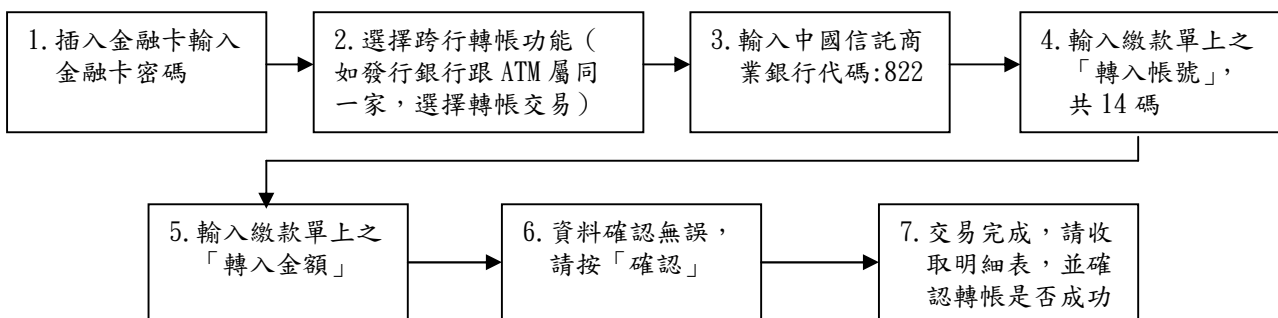 1.插入金融卡輸入
金融卡密碼
2.選擇跨行轉帳功能（
如發行銀行跟 ATM 屬同
一家，選擇轉帳交易）
3.輸入中國信託商
業銀行代碼:822
4.輸入繳款單上之
「轉入帳號」，
共 14 碼
5.輸入繳款單上之
「轉入金額」
6.資料確認無誤，
請按「確認」
7.交易完成，請收
取明細表，並確
認轉帳是否成功